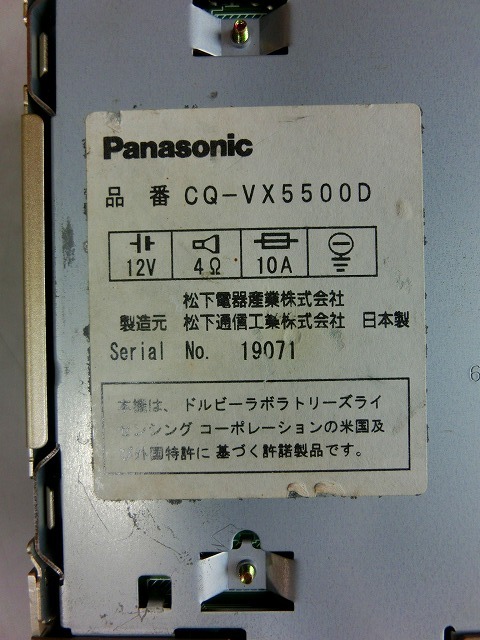 Panasonic
品 番 CQ-VX5500D
12V 4Ω 10A
松下電器産業株式会社
製造元 松下通信工業株式会社 日本製
Serial No. 19071
本機は、ドルビーラボラトリーズライ
センシング コーポレーションの米国及
外国特許に基づく許諾製品です。
6